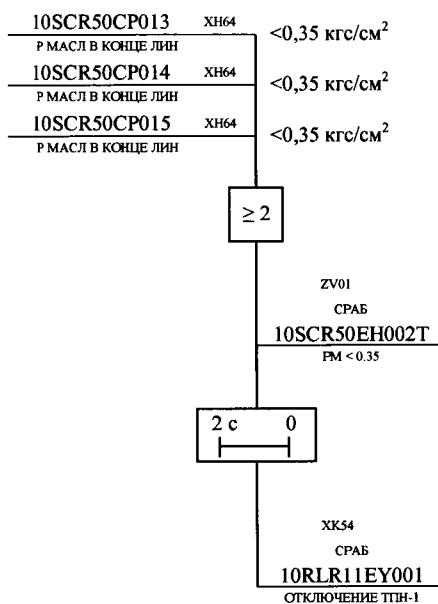 10SCR50CP013 XH64 <0,35 кгс/см²
Р МАСЛ В КОНЦЕ ЛИН
10SCR50CP014 XH64 <0,35 кгс/см²
Р МАСЛ В КОНЦЕ ЛИН
10SCR50CP015 XH64 <0,35 кгс/см²
Р МАСЛ В КОНЦЕ ЛИН
≥ 2
ZV01
СРАБ
10SCR50EH002T
РМ < 0.35
2 с 0
XK54
СРАБ
10RLR11EY001
ОТКЛЮЧЕНИЕ ТПН-1